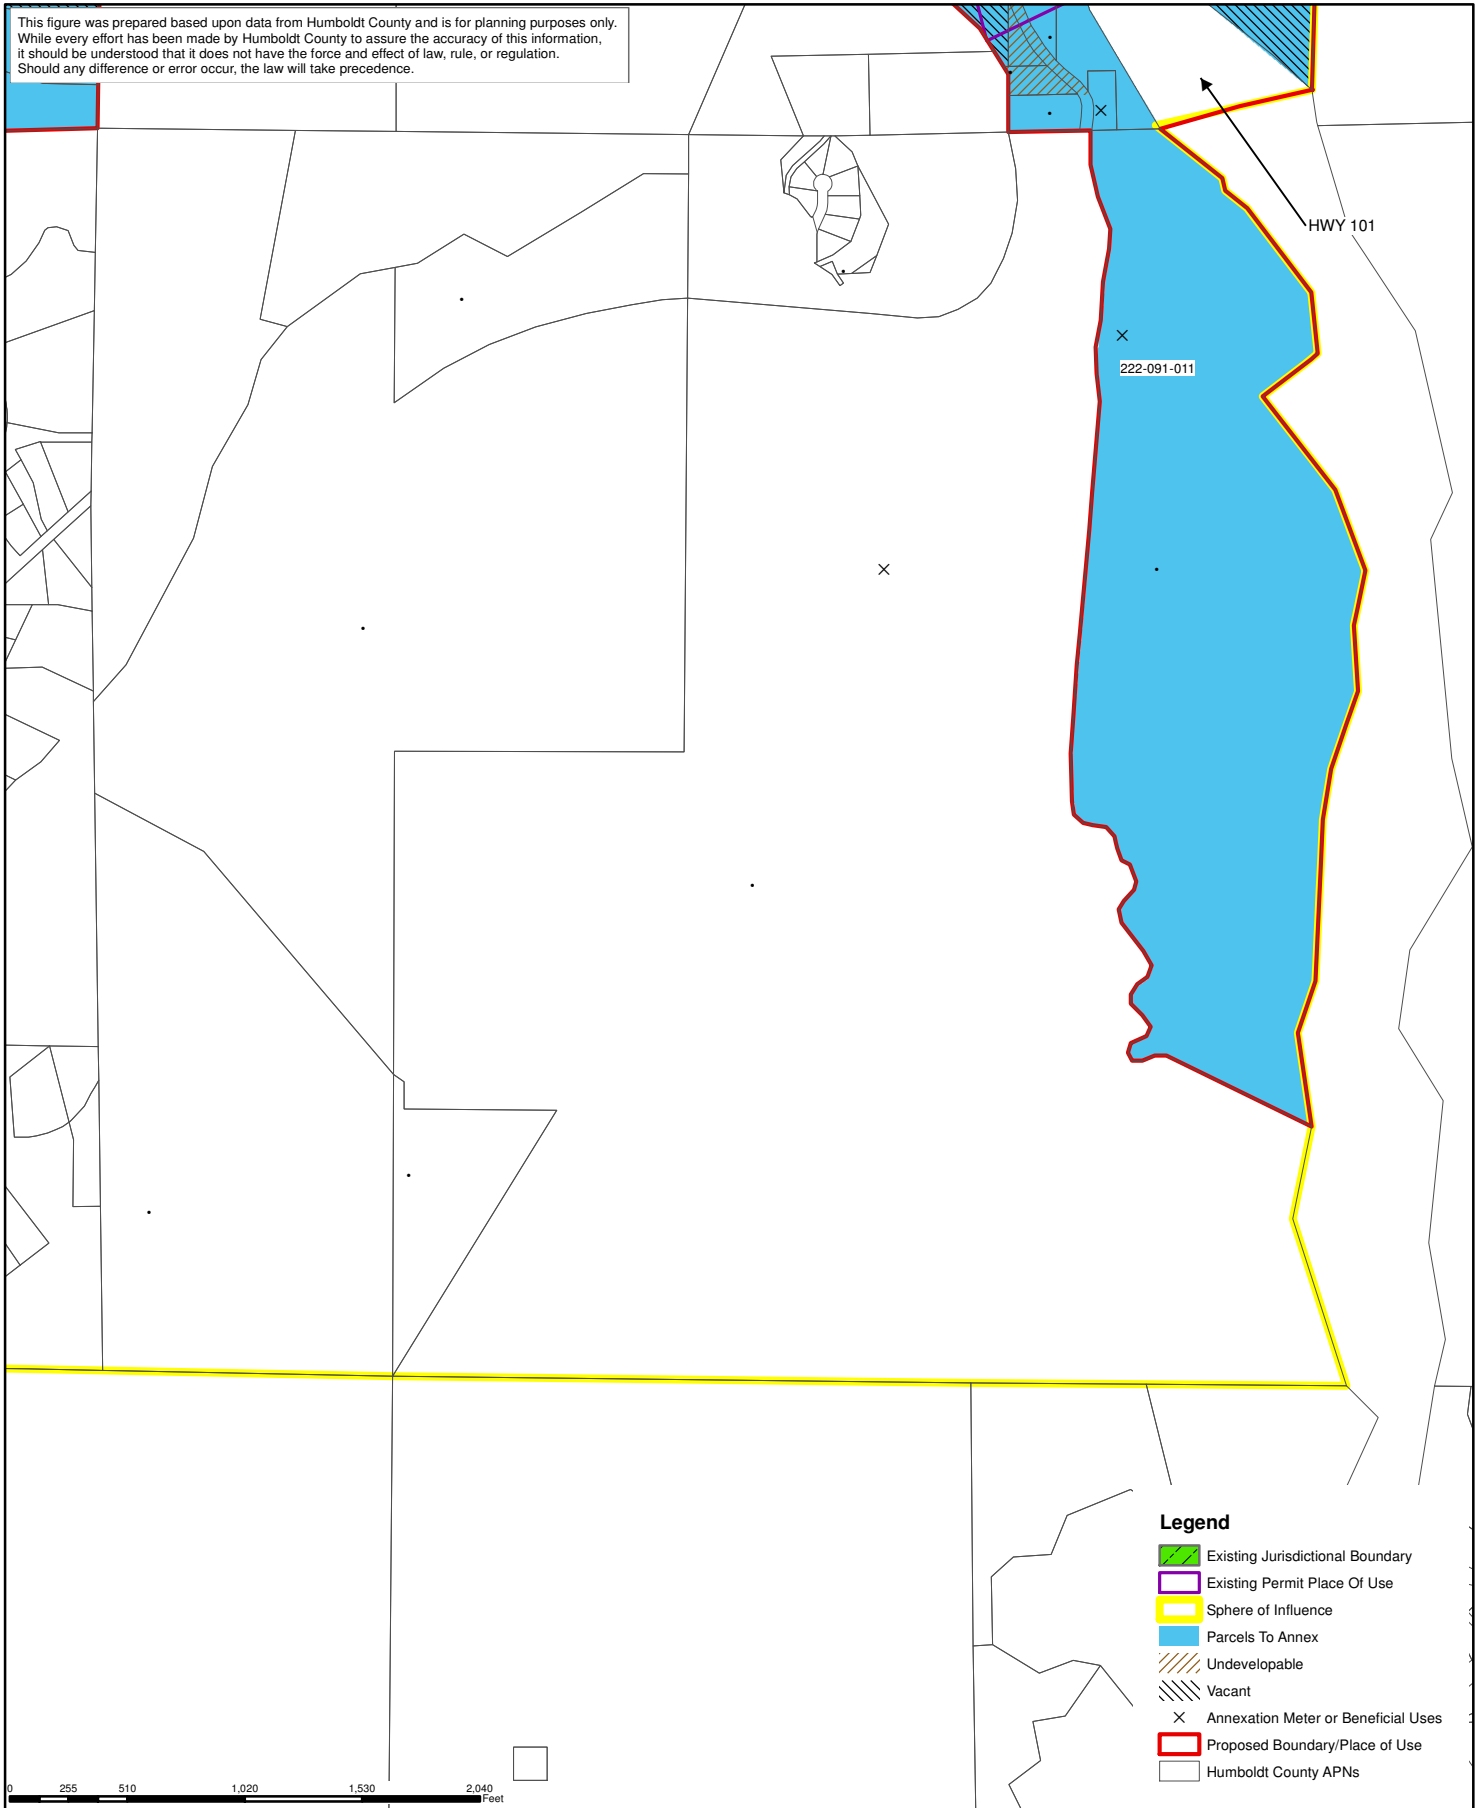 This figure was prepared based upon data from Humboldt County and is for planning purposes only.
While every effort has been made by Humboldt County to assure the accuracy of this information,
it should be understood that it does not have the force and effect of law, rule, or regulation.
Should any difference or error occur, the law will take precedence.
HWY 101
222-091-011
Legend
Existing Jurisdictional Boundary
Existing Permit Place Of Use
Sphere of Influence
Parcels To Annex
Undevelopable
Vacant
Annexation Meter or Beneficial Uses
Proposed Boundary/Place of Use
Humboldt County APNs
0 255 510 1,020 1,530 2,040
Feet